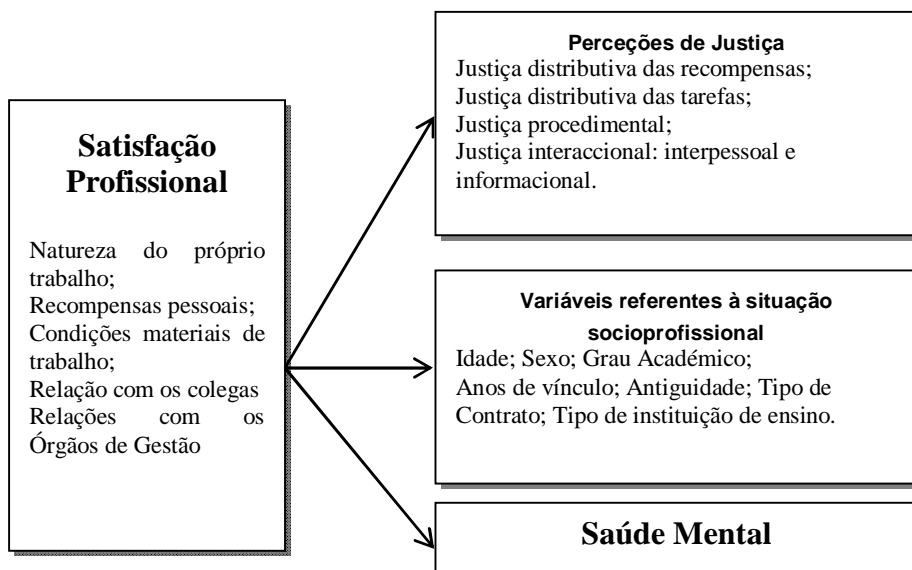 Satisfação
Profissional
Natureza do próprio
trabalho;
Recompensas pessoais;
Condições materiais de
trabalho;
Relação com os colegas
Relações com os
Órgãos de Gestão
Perceções de Justiça
Justiça distributiva das recompensas;
Justiça distributiva das tarefas;
Justiça procedimental;
Justiça interaccional: interpessoal e
informacional.
Variáveis referentes à situação
socioprofissional
Idade; Sexo; Grau Académico;
Anos de vínculo; Antiguidade; Tipo de
Contrato; Tipo de instituição de ensino.
Saúde Mental